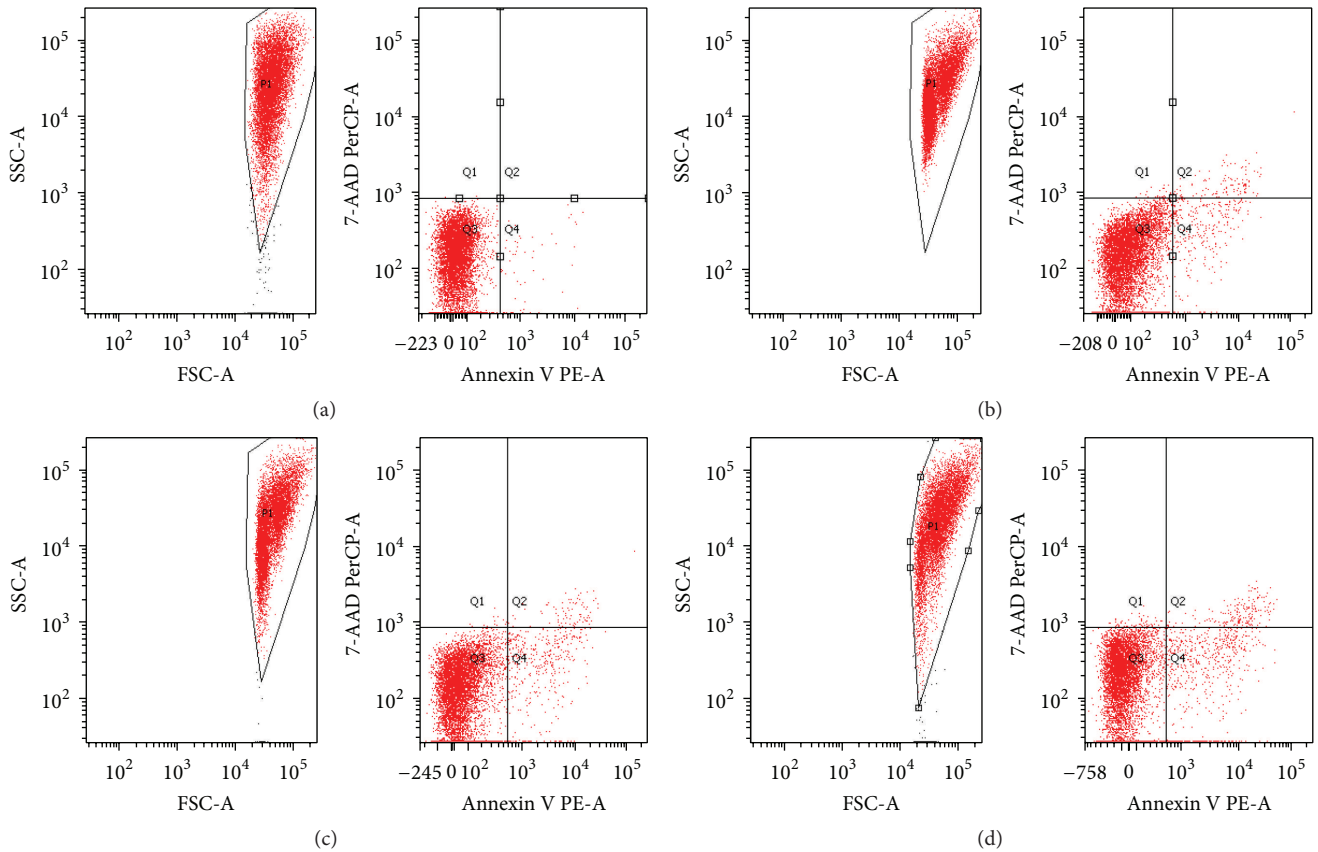 SSC-A
10⁵
10⁴
10³
10²
P1
10² 10³ 10⁴ 10⁵
FSC-A
7-AAD PerCP-A
10⁵
10⁴
10³
10²
Q1 Q2
Q3 Q4
−223 0 10² 10³ 10⁴ 10⁵
Annexin V PE-A
(a)
SSC-A
10⁵
10⁴
10³
10²
P1
10² 10³ 10⁴ 10⁵
FSC-A
7-AAD PerCP-A
10⁵
10⁴
10³
10²
Q1 Q2
Q3 Q4
−208 0 10² 10³ 10⁴ 10⁵
Annexin V PE-A
(b)
SSC-A
10⁵
10⁴
10³
10²
P1
10² 10³ 10⁴ 10⁵
FSC-A
7-AAD PerCP-A
10⁵
10⁴
10³
10²
Q1 Q2
Q3 Q4
−245 0 10² 10³ 10⁴ 10⁵
Annexin V PE-A
(c)
SSC-A
10⁵
10⁴
10³
10²
P1
10² 10³ 10⁴ 10⁵
FSC-A
7-AAD PerCP-A
10⁵
10⁴
10³
10²
Q1 Q2
Q3 Q4
−758 0 10³ 10⁴ 10⁵
Annexin V PE-A
(d)